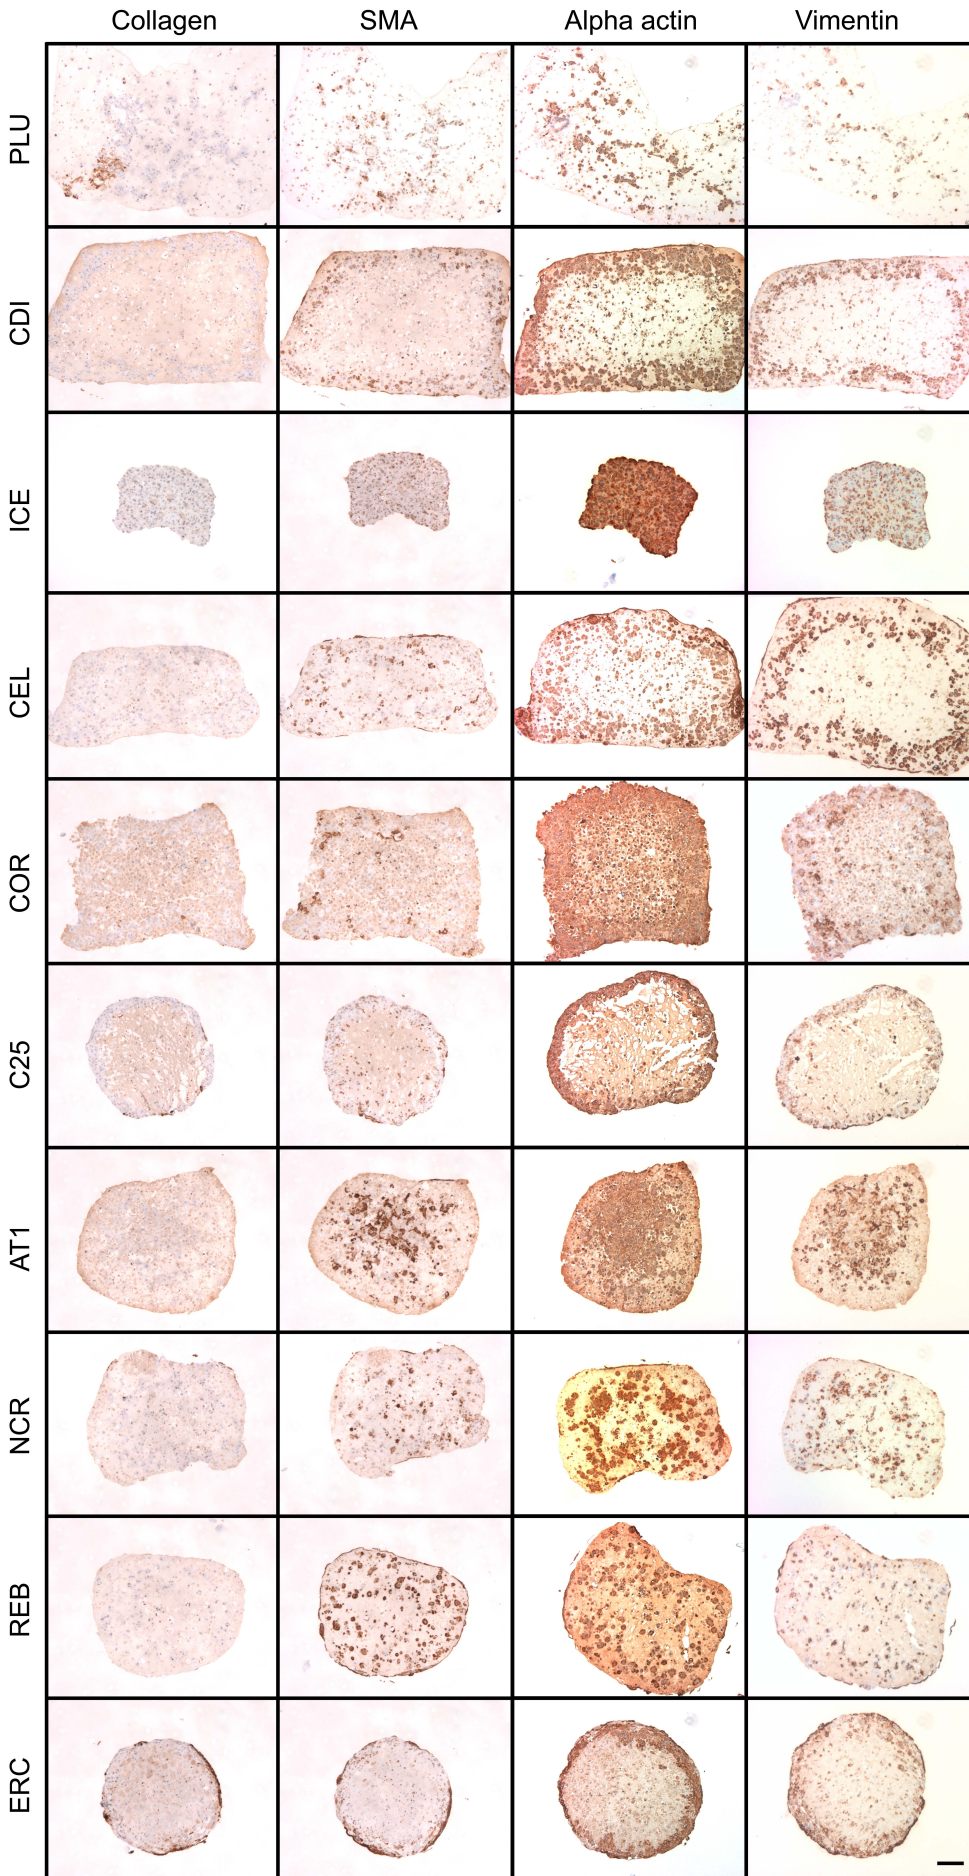 Collagen SMA Alpha actin Vimentin
PLU
CDI
ICE
CEL
COR
C25
AT1
NCR
REB
ERC